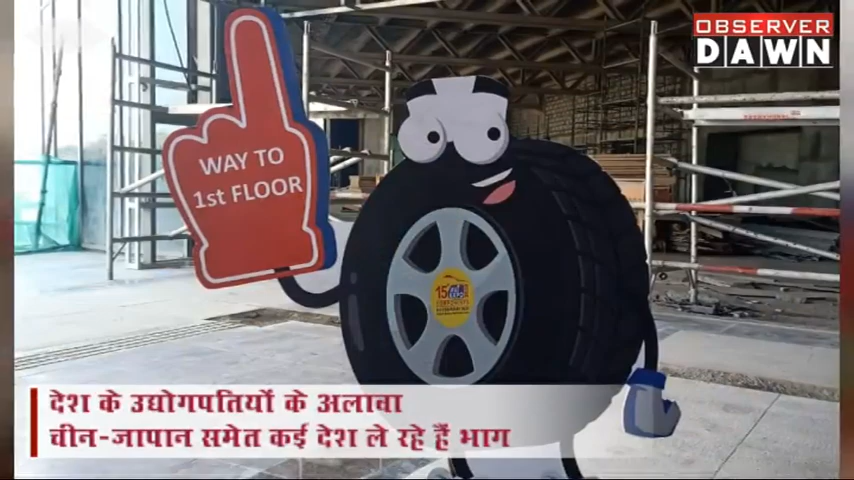 OBSERVER
DAWN
WAY TO
1st FLOOR
देश के उद्योगपतियों के अलावा
चीन-जापान समेत कई देश ले रहे हैं भाग